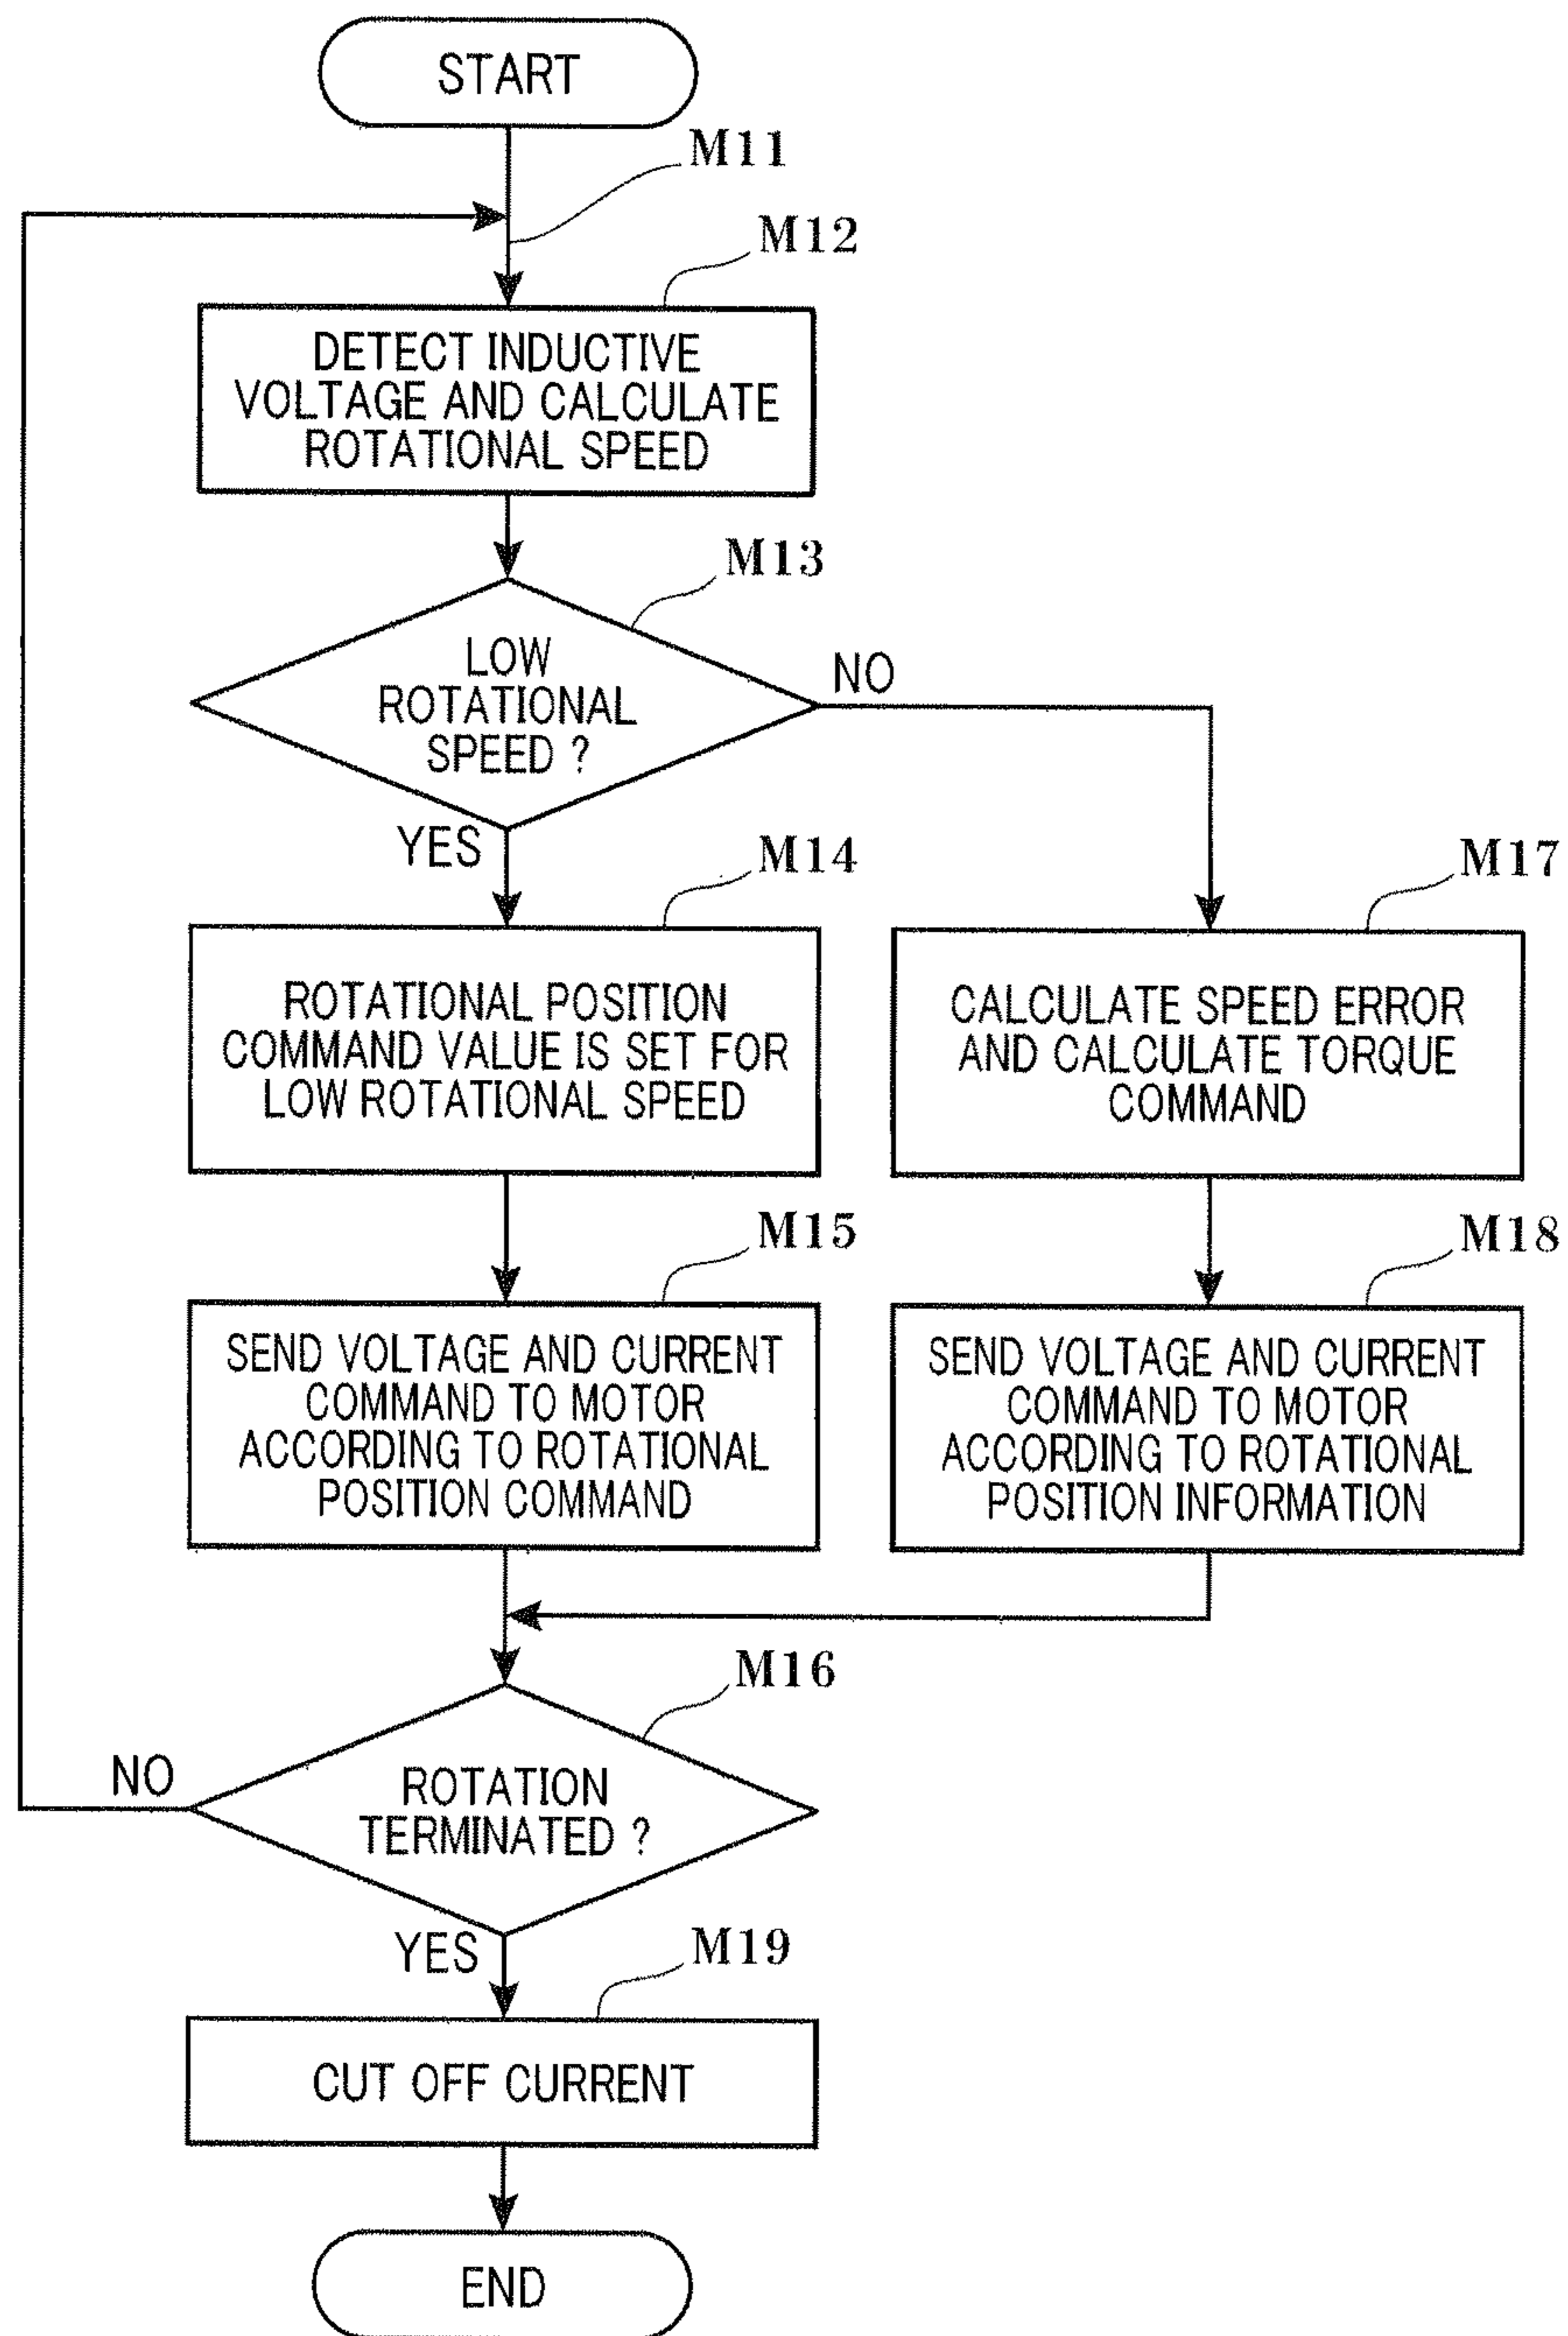 START
M11
M12
DETECT INDUCTIVE
VOLTAGE AND CALCULATE
ROTATIONAL SPEED
M13
LOW
ROTATIONAL
SPEED ?
NO
YES
M14
ROTATIONAL POSITION
COMMAND VALUE IS SET FOR
LOW ROTATIONAL SPEED
M17
CALCULATE SPEED ERROR
AND CALCULATE TORQUE
COMMAND
M15
SEND VOLTAGE AND CURRENT
COMMAND TO MOTOR
ACCORDING TO ROTATIONAL
POSITION COMMAND
M18
SEND VOLTAGE AND CURRENT
COMMAND TO MOTOR
ACCORDING TO ROTATIONAL
POSITION INFORMATION
M16
NO
ROTATION
TERMINATED ?
YES
M19
CUT OFF CURRENT
END